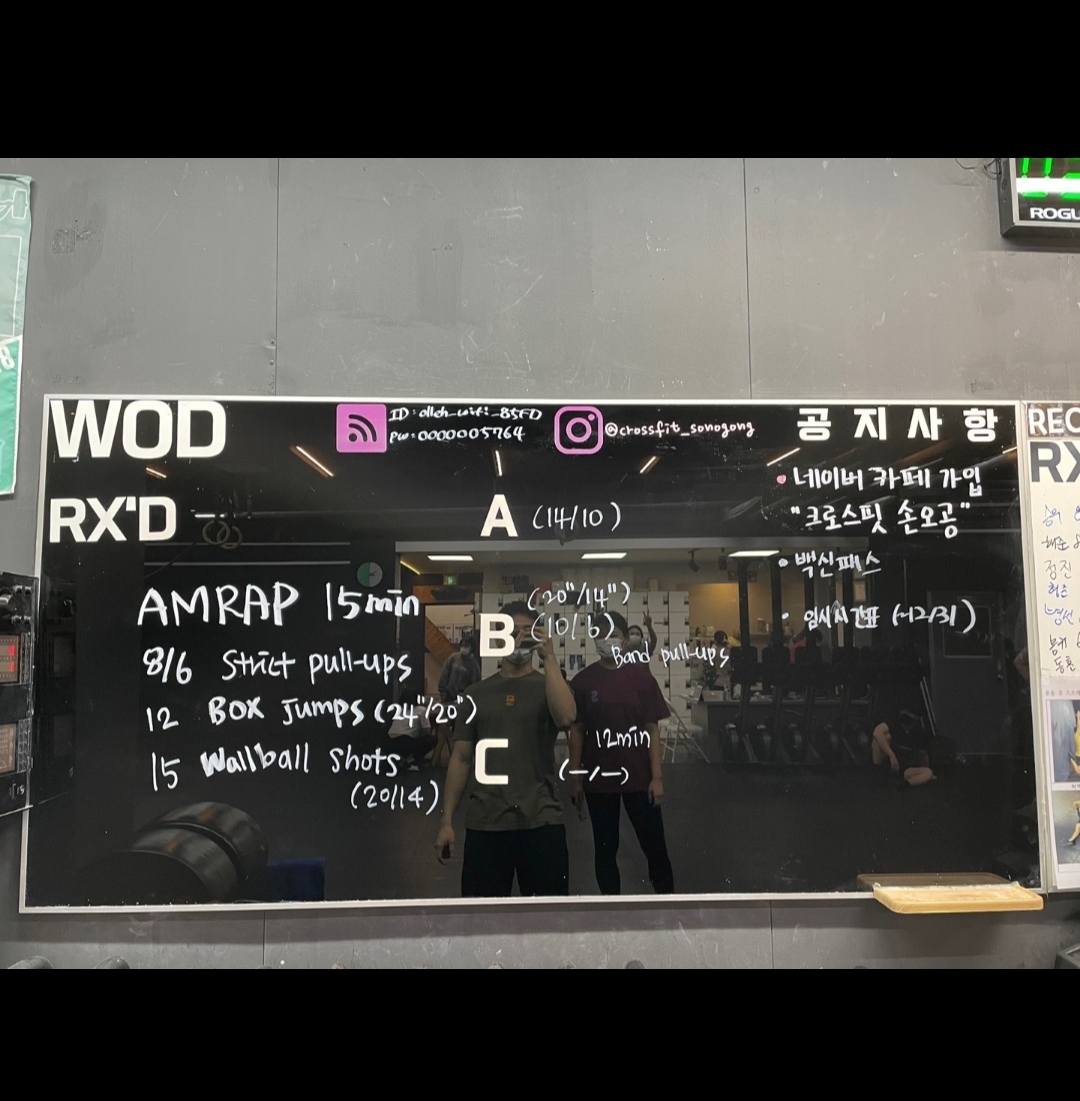 WOD
ID : olleh_wifi_85FD
PW : 0000005764
@crossfit_sonogong
공지사항
RX'D
AMRAP 15min
8/6 Strict pull-ups
12 Box Jumps (24"/20")
15 Wallball shots
(20/14)
A (14/10)
(20"/14")
B (10/6)
Band pull-ups
12min
C (-/-)
• 네이버 카페 가입
"크로스핏 손오공"
• 백신패스
• 임시시간표 (~12/31)
ROGU
REC
RX
정진